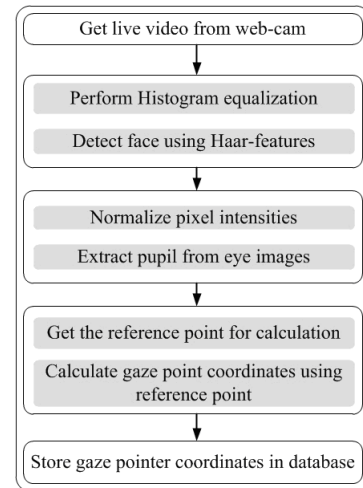 Get live video from web-cam
Perform Histogram equalization
Detect face using Haar-features
Normalize pixel intensities
Extract pupil from eye images
Get the reference point for calculation
Calculate gaze point coordinates using
reference point
Store gaze pointer coordinates in database